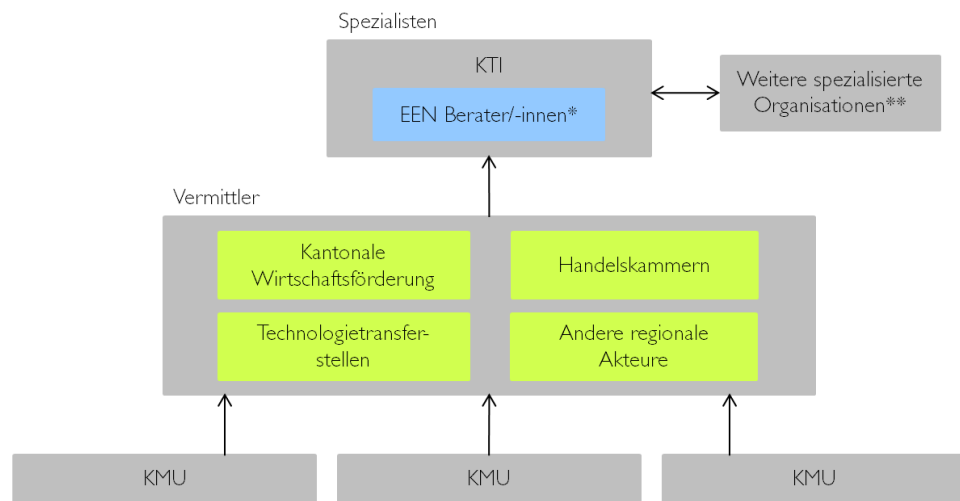 Spezialisten
KTI
EEN Berater/-innen*
Weitere spezialisierte
Organisationen**
Vermittler
Kantonale
Wirtschaftsförderung
Handelskammern
Technologietransfer-
stellen
Andere regionale
Akteure
KMU
KMU
KMU